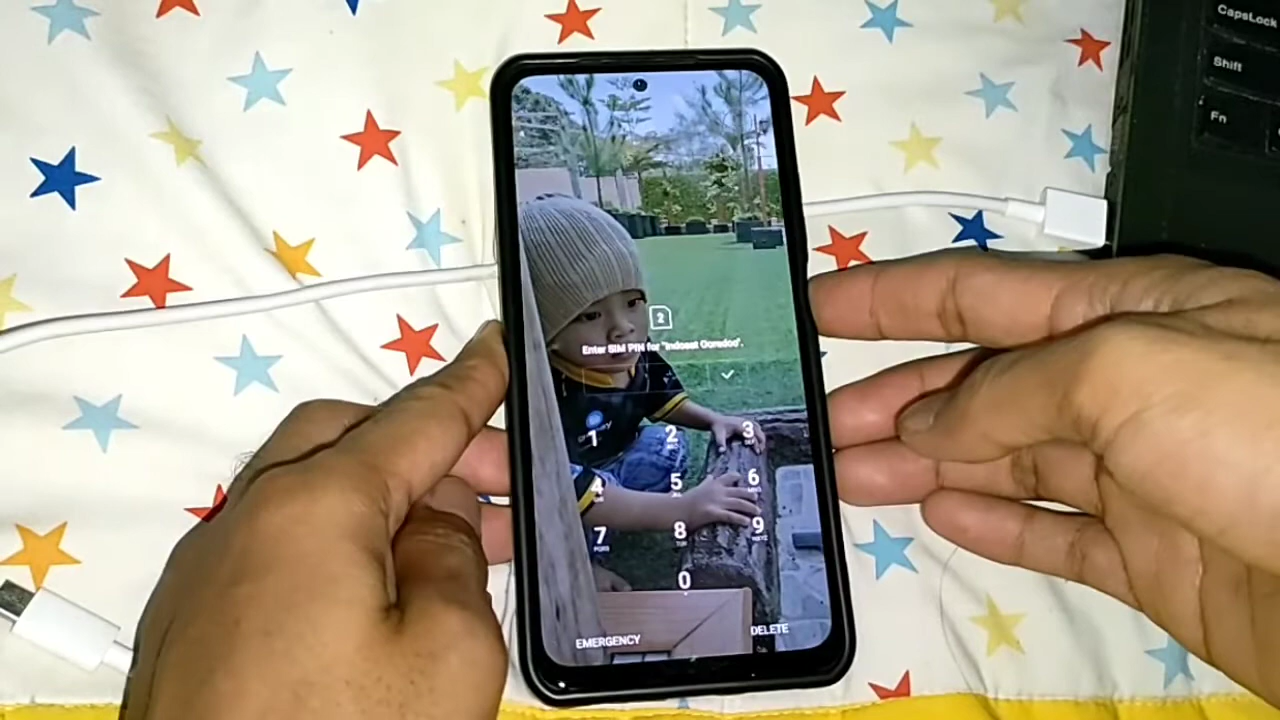 CapsLock
Shift
Fn
2
Enter SIM PIN for "Indosat Ooredoo".
1 2 3
4 5 6
7 8 9
0
EMERGENCY DELETE